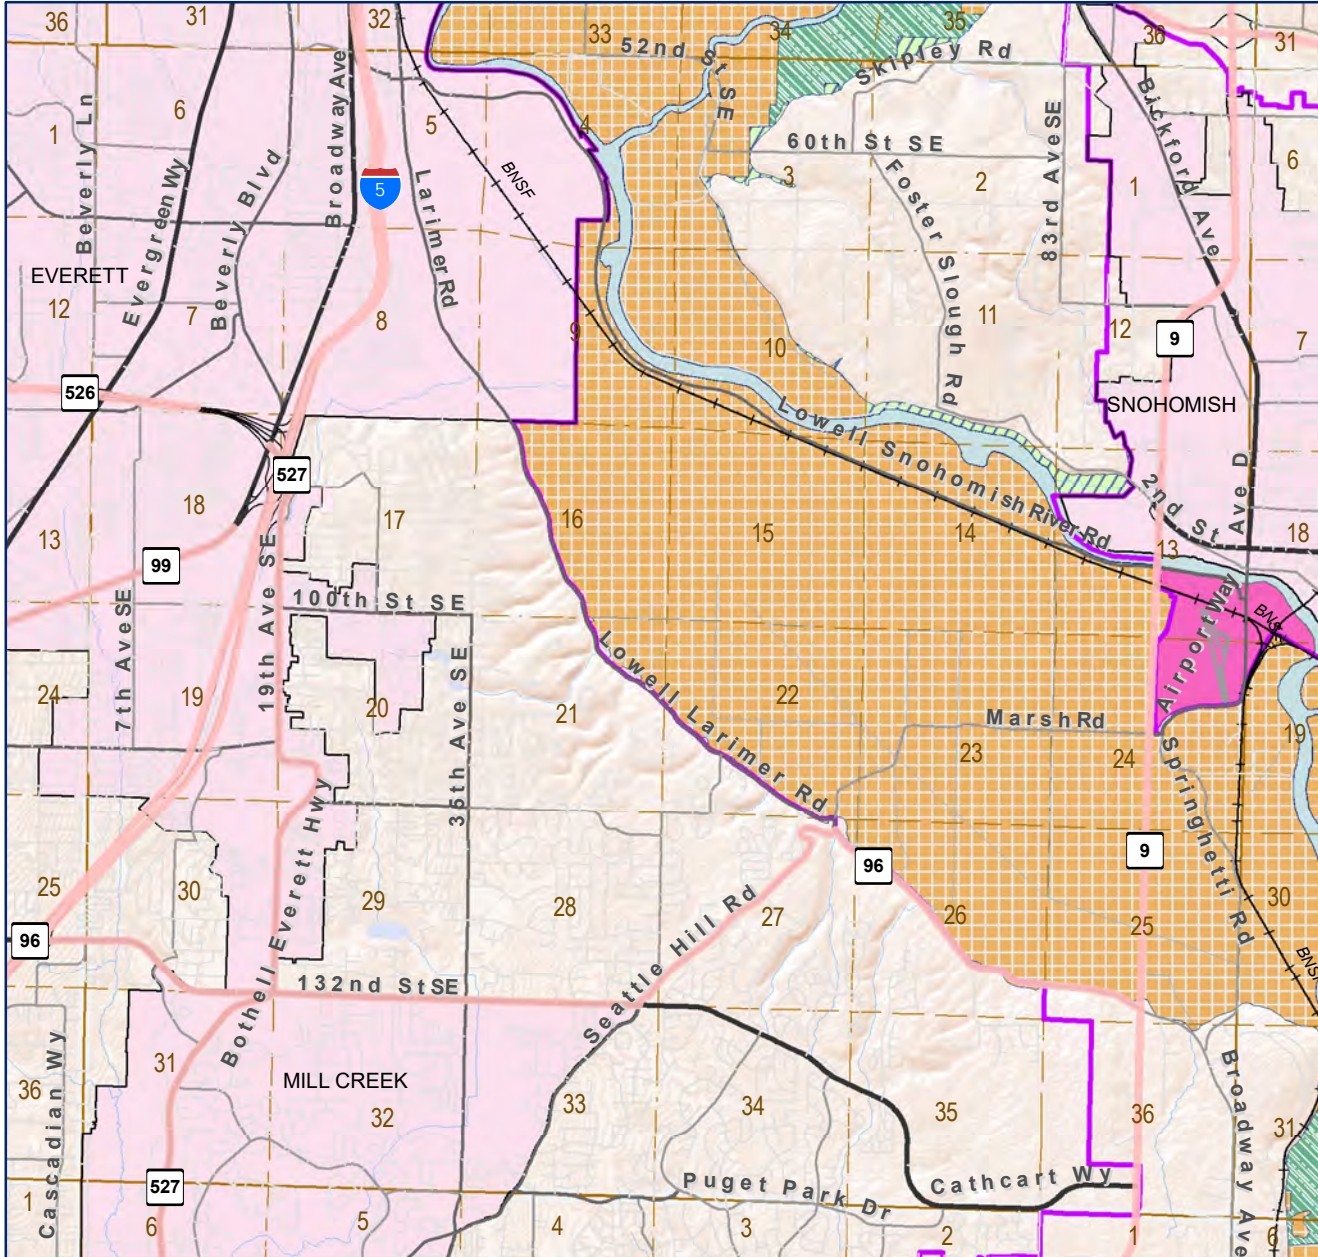 36
31
32
33
34
35
36
31
52nd St SE
Skipley Rd
Beverly Ln
6
Broadway Ave
5
4
1
60th St SE
3
2
83rd Ave SE
Bickford Ave
1
6
BNSF
5
Evergreen Wy
Beverly Blvd
Larimer Rd
Foster Slough Rd
EVERETT
12
7
8
9
10
11
12
9
7
526
Lowell Snohomish River Rd
SNOHOMISH
527
2nd St
Ave D
13
18
17
16
15
14
13
18
99
19th Ave SE
7th Ave SE
100th St SE
35th Ave SE
Airport Way
BNS
24
19
20
21
22
Lowell Larimer Rd
Marsh Rd
23
24
19
Springhetti Rd
Bothell Everett Hwy
96
9
25
30
29
28
27
26
25
30
Seattle Hill Rd
96
132nd St SE
BNSF
Cascadian Wy
36
31
MILL CREEK
32
33
34
35
36
31
Broadway Ave
527
Puget Park Dr
Cathcart Wy
1
6
5
4
3
2
1
6